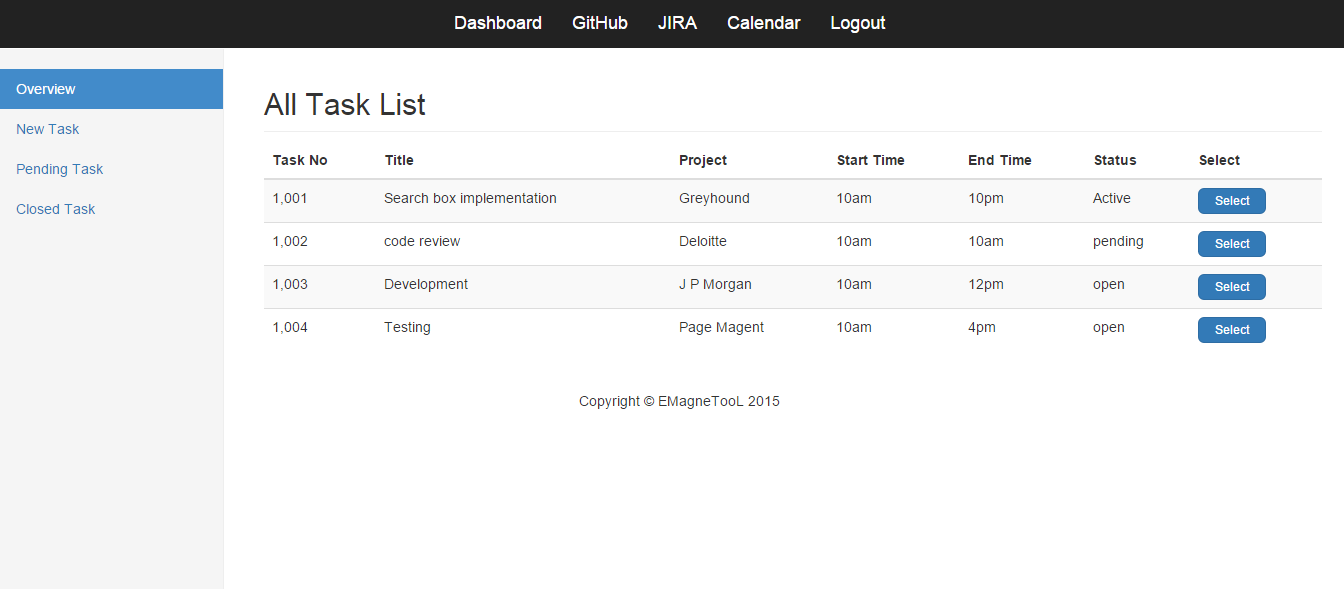 Dashboard GitHub JIRA Calendar Logout
Overview
New Task
Pending Task
Closed Task
All Task List
Task No Title Project Start Time End Time Status Select
1,001 Search box implementation Greyhound 10am 10pm Active Select
1,002 code review Deloitte 10am 10am pending Select
1,003 Development J P Morgan 10am 12pm open Select
1,004 Testing Page Magent 10am 4pm open Select
Copyright © EMagneTooL 2015